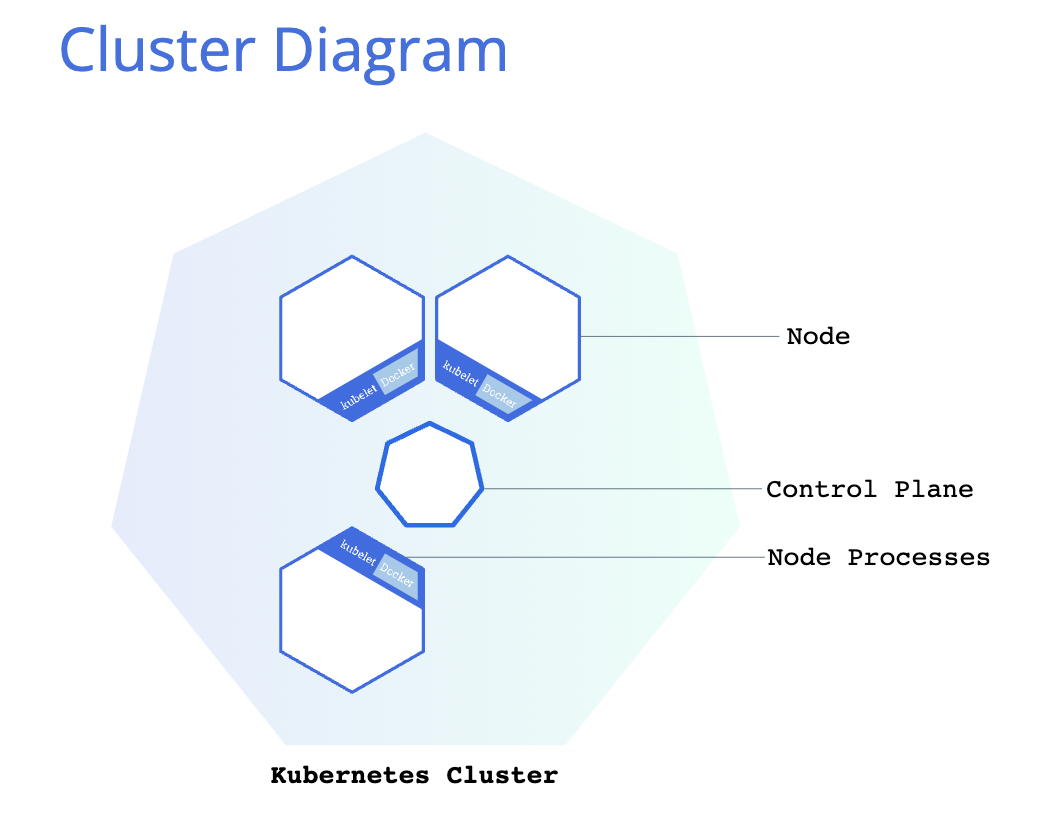 Cluster Diagram
Node
kubelet Docker
kubelet Docker
Control Plane
kubelet Docker
Node Processes
Kubernetes Cluster